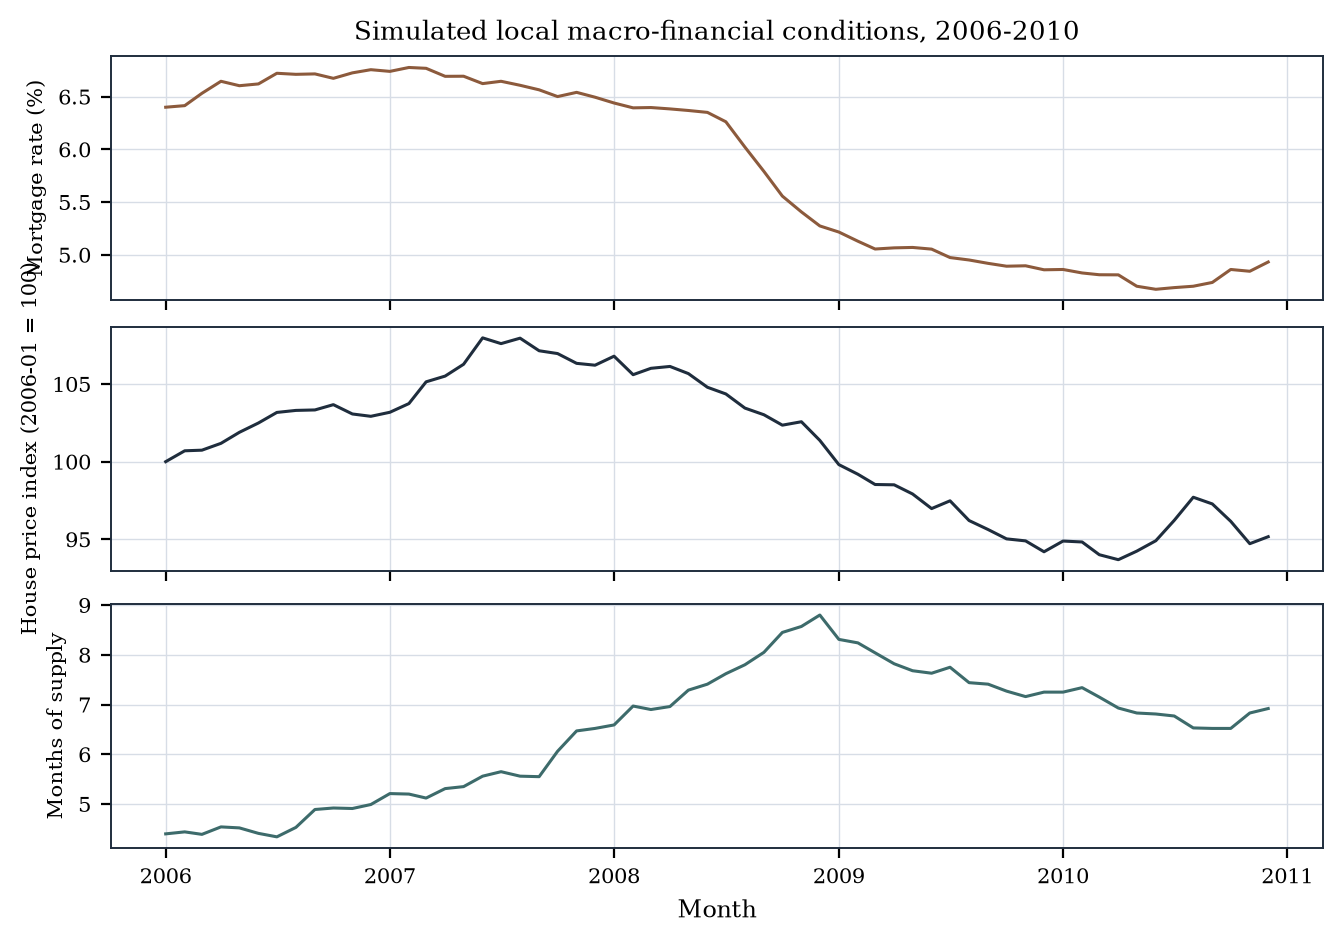 Simulated local macro-financial conditions, 2006-2010
Mortgage rate (%)
6.5
6.0
5.5
5.0
House price index (2006-01 = 100)
105
100
95
Months of supply
9
8
7
6
5
2006 2007 2008 2009 2010 2011
Month